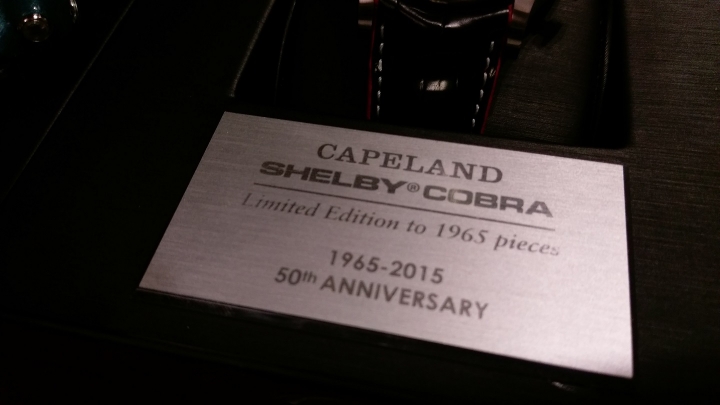 CAPELAND
SHELBY® COBRA
Limited Edition to 1965 pieces
1965-2015
50th ANNIVERSARY